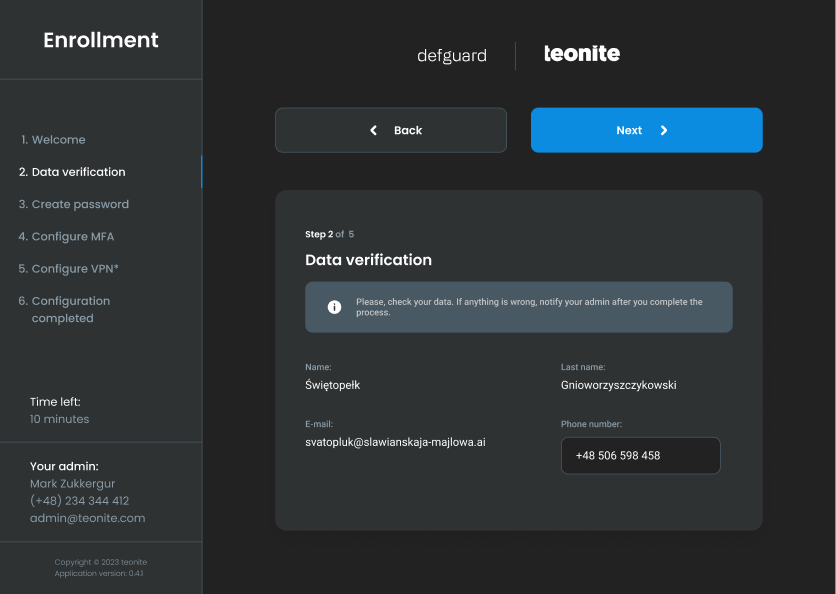 Enrollment
1. Welcome
2. Data verification
3. Create password
4. Configure MFA
5. Configure VPN*
6. Configuration
completed
Time left:
10 minutes
Your admin:
Mark Zukkergur
(+48) 234 344 412
admin@teonite.com
Copyright © 2023 teonite
Application version: 0.4.1
defguard
teonite
Back
Next
Step 2 of 5
Data verification
Please, check your data. If anything is wrong, notify your admin after you complete the
process.
Name:
Świętopełk
Last name:
Gnioworzyszczykowski
E-mail:
svatopluk@slawianskaja-majlowa.ai
Phone number:
+48 506 598 458